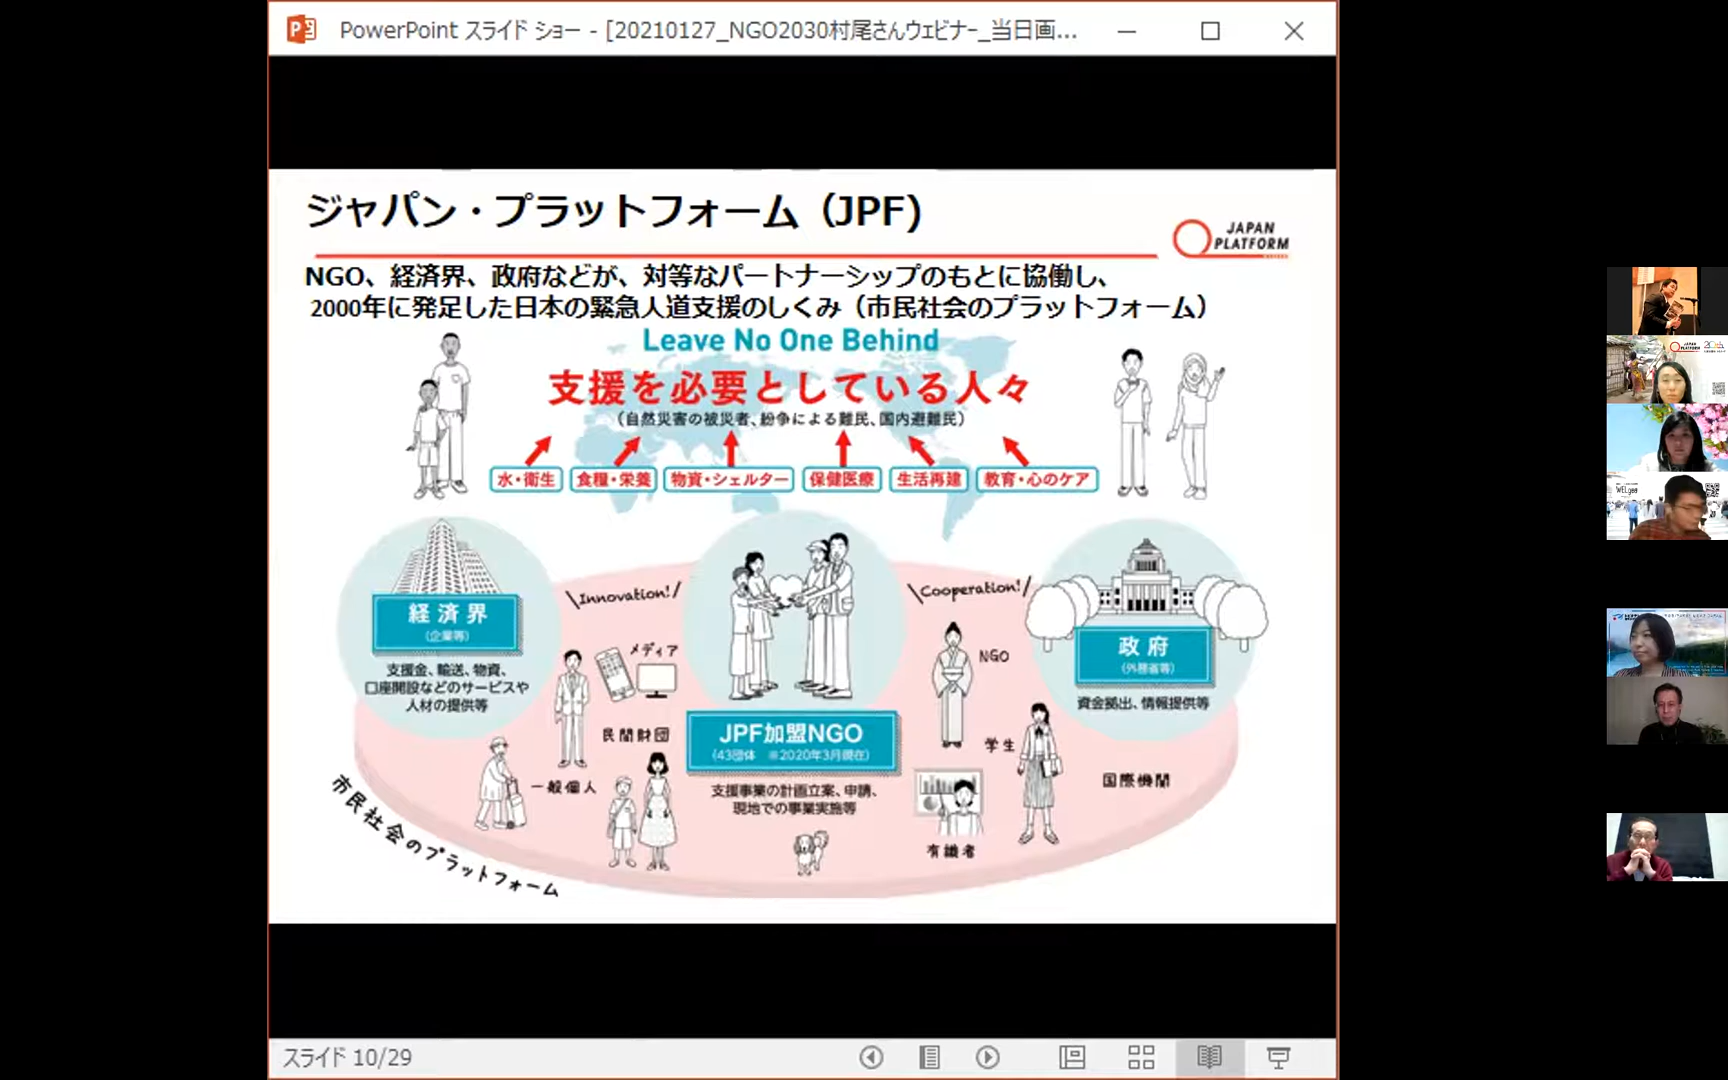 PowerPoint スライド ショー - [20210127_NGO2030村尾さんウェビナー_当日画...
ジャパン・プラットフォーム（JPF)
JAPAN
PLATFORM
NGO、経済界、政府などが、対等なパートナーシップのもとに協働し、
2000年に発足した日本の緊急人道支援のしくみ（市民社会のプラットフォーム）
Leave No One Behind
支援を必要としている人々
（自然災害の被災者、紛争による難民、国内避難民）
水・衛生
食糧・栄養
物資・シェルター
保健医療
生活再建
教育・心のケア
経済界
（企業等）
支援金、輸送、物資、
口座開設などのサービスや
人材の提供等
\Innovation!/
\Cooperation!/
政府
（外務省等）
資金拠出、情報提供等
メディア
NGO
民間財団
学生
JPF加盟NGO
（43団体　※2020年3月現在）
支援事業の計画立案、申請、
現地での事業実施等
一般個人
国際機関
有識者
市民社会のプラットフォーム
スライド 10/29
JAPAN
PLATFORM
WELgee